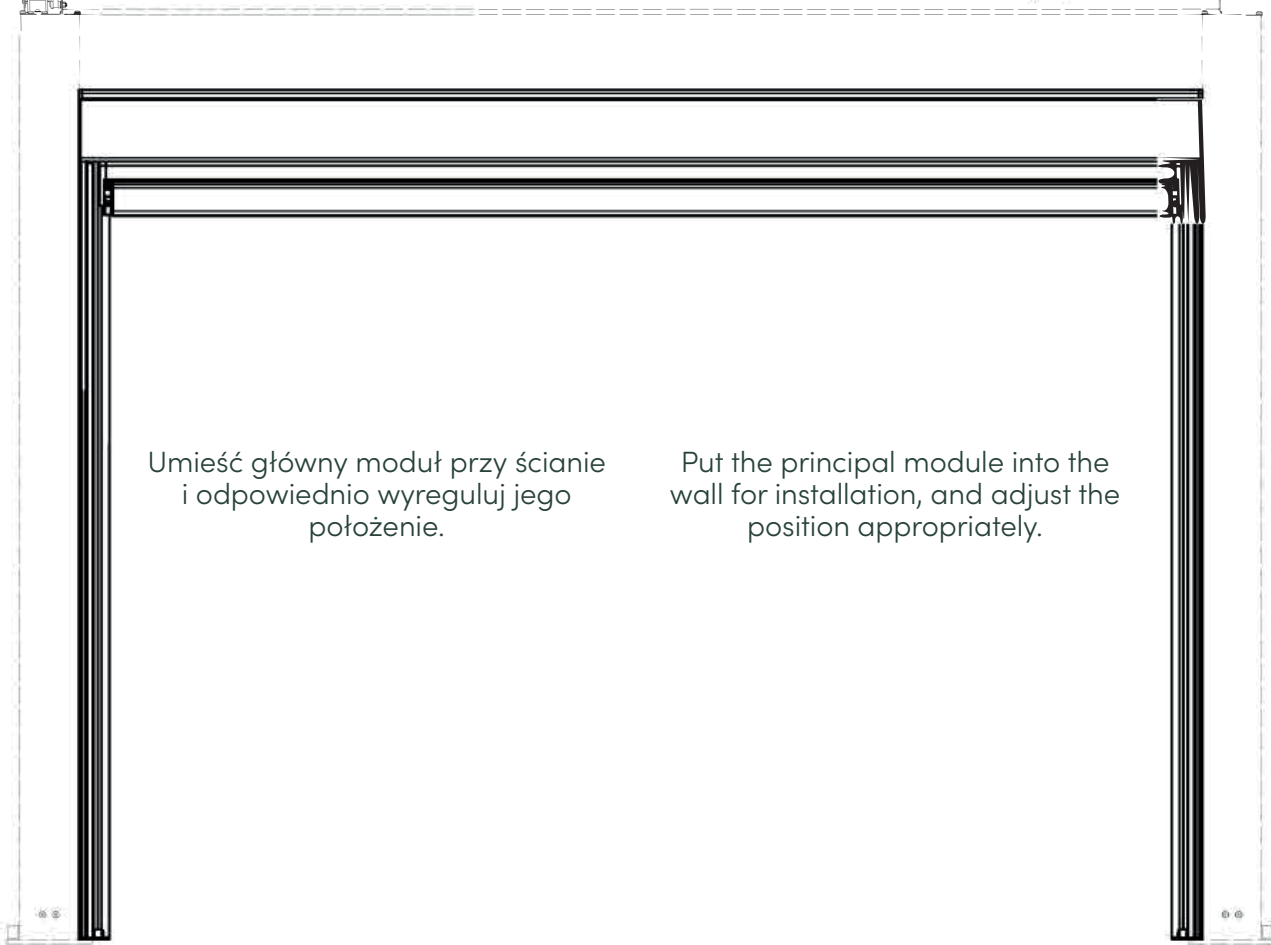 Umieść główny moduł przy ścianie
i odpowiednio wyreguluj jego
położenie.
Put the principal module into the
wall for installation, and adjust the
position appropriately.